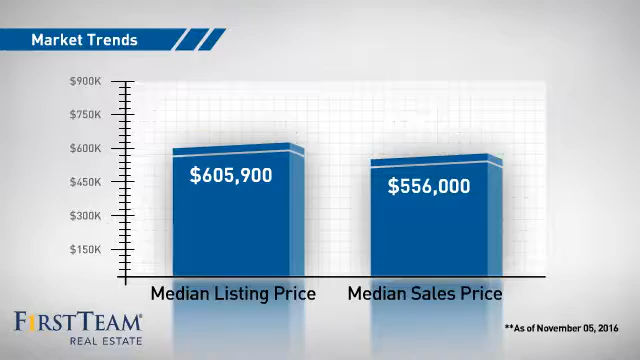 Market Trends
$900K
$750K
$600K
$450K
$300K
$150K
$605,900
$556,000
Median Listing Price
Median Sales Price
FIRSTTEAM®
REAL ESTATE
**As of November 05, 2016